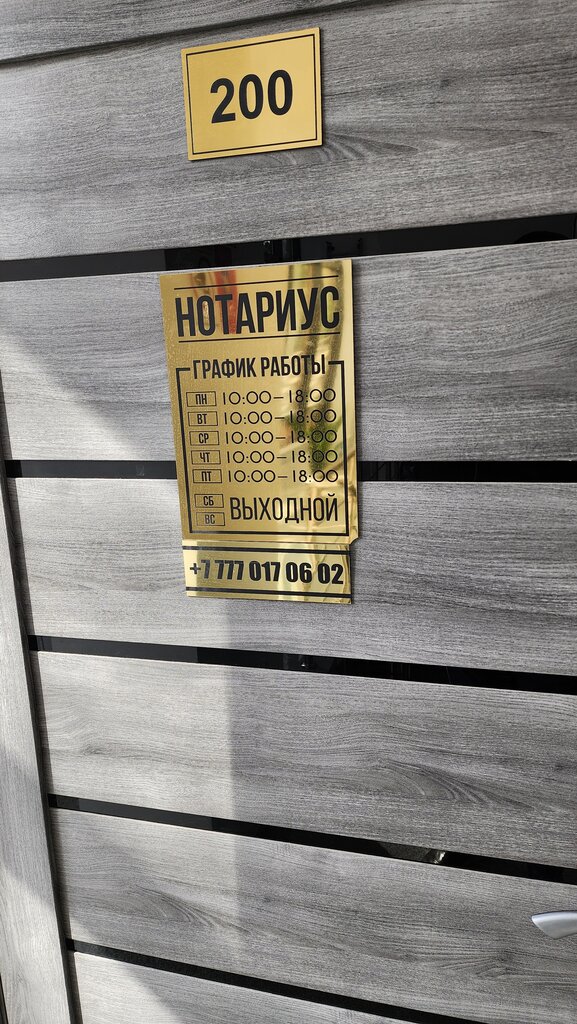 200
НОТАРИУС
ГРАФИК РАБОТЫ
ПН 10:00–18:00
ВТ 10:00–18:00
СР 10:00–18:00
ЧТ 10:00–18:00
ПТ 10:00–18:00
СБ
ВС ВЫХОДНОЙ
+7 777 017 06 02